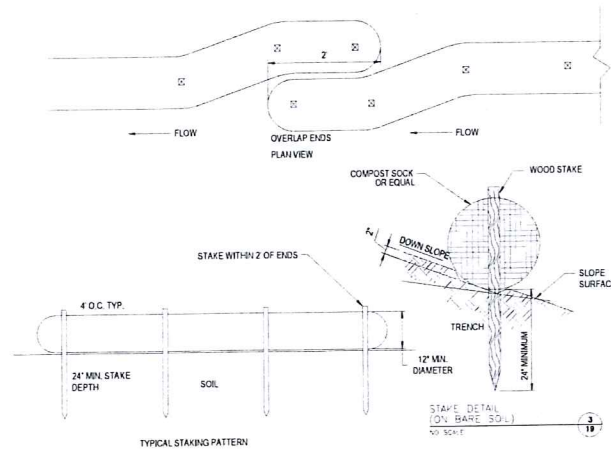 2'
FLOW
OVERLAP ENDS
PLAN VIEW
FLOW
COMPOST SOCK
OR EQUAL
WOOD STAKE
2"
DOWN SLOPE
SLOPE
SURFAC
TRENCH
24" MINIMUM
STAKE WITHIN 2' OF ENDS
4' O.C. TYP.
24" MIN. STAKE
DEPTH
SOIL
12" MIN.
DIAMETER
TYPICAL STAKING PATTERN
STAKE DETAIL
(ON BARE SOIL)
NO SCALE
3
19